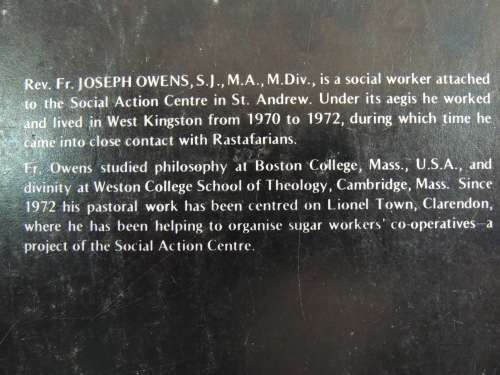 Rev. Fr. JOSEPH OWENS, S.J., M.A., M.Div., is a social worker attached
to the Social Action Centre in St. Andrew. Under its aegis he worked
and lived in West Kingston from 1970 to 1972, during which time he
came into close contact with Rastafarians.
Fr. Owens studied philosophy at Boston College, Mass., U.S.A., and
divinity at Weston College School of Theology, Cambridge, Mass. Since
1972 his pastoral work has been centred on Lionel Town, Clarendon,
where he has been helping to organise sugar workers' co-operatives—a
project of the Social Action Centre.